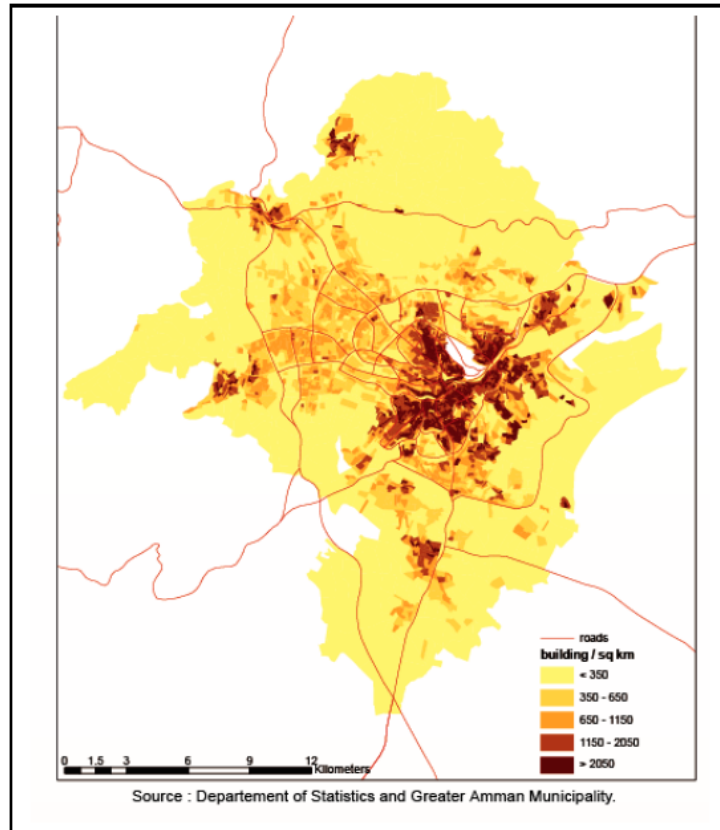 roads
building / sq km
< 350
350 - 650
650 - 1150
1150 - 2050
> 2050
0 1.5 3 6 9 12
Kilometers
Source : Departement of Statistics and Greater Amman Municipality.